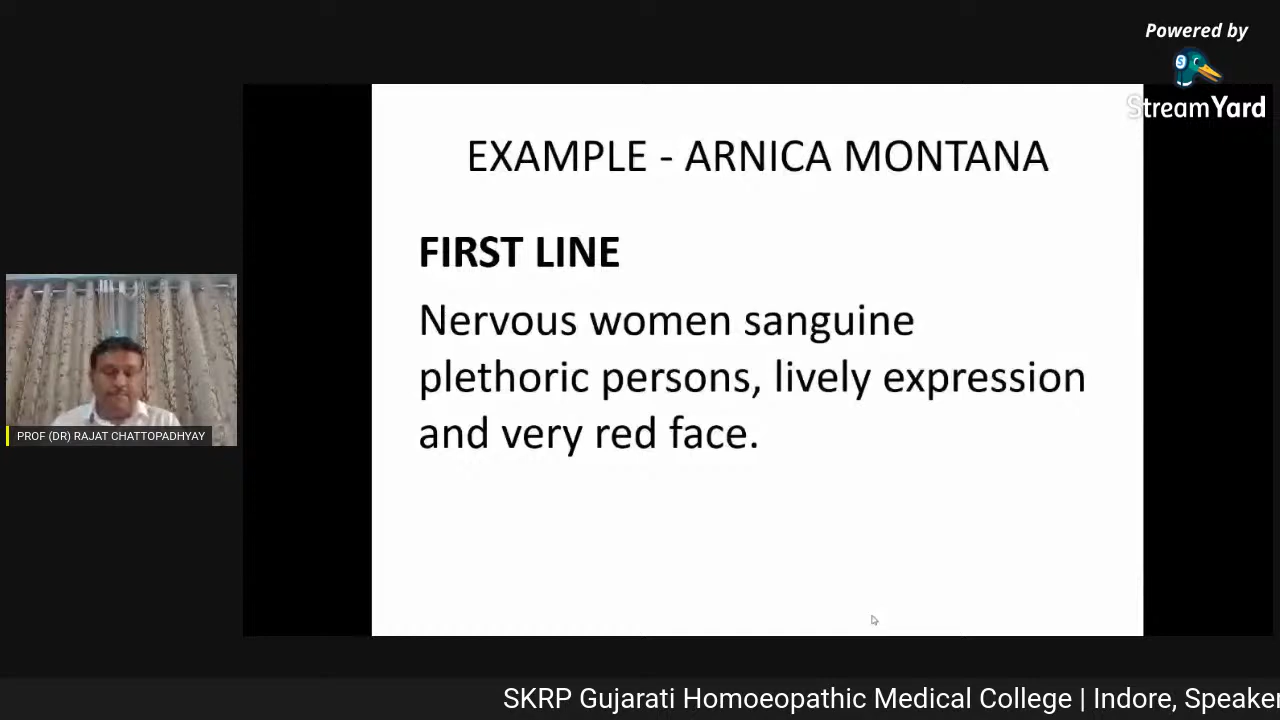 Powered by
StreamYard
EXAMPLE - ARNICA MONTANA
FIRST LINE
Nervous women sanguine
plethoric persons, lively expression
and very red face.
PROF (DR) RAJAT CHATTOPADHYAY
SKRP Gujarati Homoeopathic Medical College | Indore, Speaker